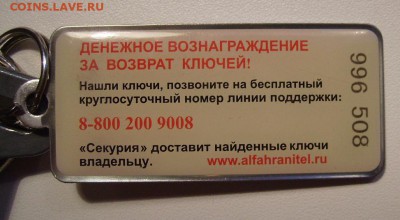 COINS.LAVE.RU
ДЕНЕЖНОЕ ВОЗНАГРАЖДЕНИЕ
ЗА ВОЗВРАТ КЛЮЧЕЙ!
Нашли ключи, позвоните на бесплатный
круглосуточный номер линии поддержки:
8-800 200 9008
«Секурия» доставит найденные ключи
владельцу. www.alfahranitel.ru
996 508